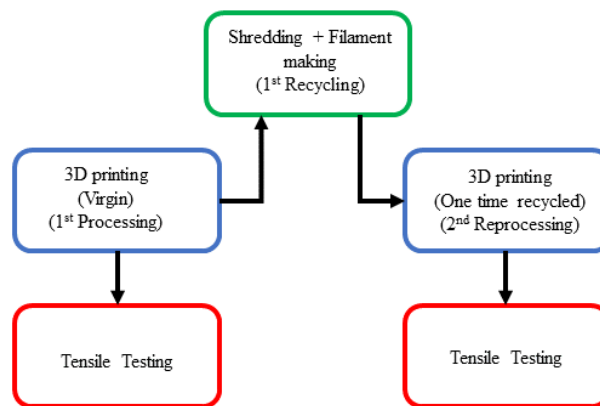 Shredding + Filament
making
(1st Recycling)
3D printing
(Virgin)
(1st Processing)
3D printing
(One time recycled)
(2nd Reprocessing)
Tensile Testing
Tensile Testing